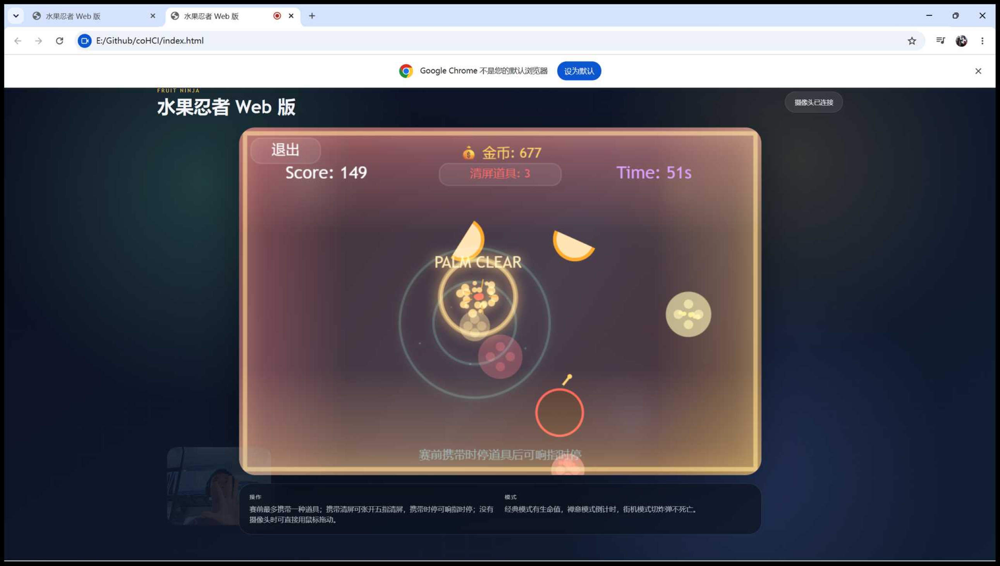 水果忍者 Web 版
水果忍者 Web 版
E:/Github/coHCI/index.html
Google Chrome 不是您的默认浏览器
设为默认
FRUIT NINJA
水果忍者 Web 版
摄像头已连接
退出
金币: 677
Score: 149
清屏道具: 3
Time: 51s
PALM CLEAR
赛前携带时停道具后可响指时停
操作
赛前最多携带一种道具；携带清屏可张开五指清屏，携带时停可响指时停；没有
摄像头时可直接用鼠标拖动。
模式
经典模式有生命值，禅意模式倒计时，街机模式切炸弹不死亡。